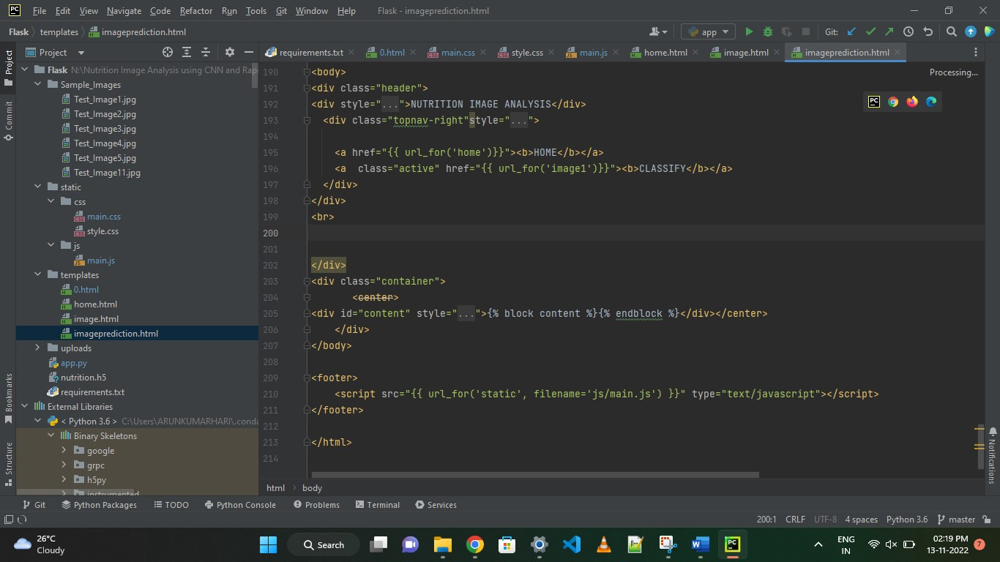 PC File Edit View Navigate Code Refactor Run Tools Git Window Help Flask - imageprediction.html
Flask templates imageprediction.html app Git:
Project
requirements.txt 0.html main.css style.css main.js home.html image.html imageprediction.html
Project
Commit
Bookmarks
Structure
Flask N:\Nutrition Image Analysis using CNN and Rapi
Sample_Images
Test_Image1.jpg
Test_Image2.jpg
Test_Image3.jpg
Test_Image4.jpg
Test_Image5.jpg
Test_Image11.jpg
static
css
main.css
style.css
js
main.js
templates
0.html
home.html
image.html
imageprediction.html
uploads
app.py
nutrition.h5
requirements.txt
External Libraries
< Python 3.6 > C:\Users\ARUNKUMARHARI\.conda
Binary Skeletons
google
grpc
h5py
instrumented
Processing...
190 <body>
191 <div class="header">
192 <div style="...">NUTRITION IMAGE ANALYSIS</div>
193 <div class="topnav-right"style="...">
194
195 <a href="{{ url_for('home')}}"><b>HOME</b></a>
196 <a  class="active" href="{{ url_for('image1')}}"><b>CLASSIFY</b></a>
197 </div>
198 </div>
199 <br>
200
201
202 </div>
203 <div class="container">
204 <center>
205 <div id="content" style="...">{% block content %}{% endblock %}</div></center>
206 </div>
207 </body>
208
209 <footer>
210 <script src="{{ url_for('static', filename='js/main.js') }}" type="text/javascript"></script>
211 </footer>
212
213 </html>
214
Notifications
html body
Git Python Packages TODO Python Console Problems Terminal Services
200:1 CRLF UTF-8 4 spaces Python 3.6 master
26°C
Cloudy
Search
ENG
IN
02:19 PM
13-11-2022
7